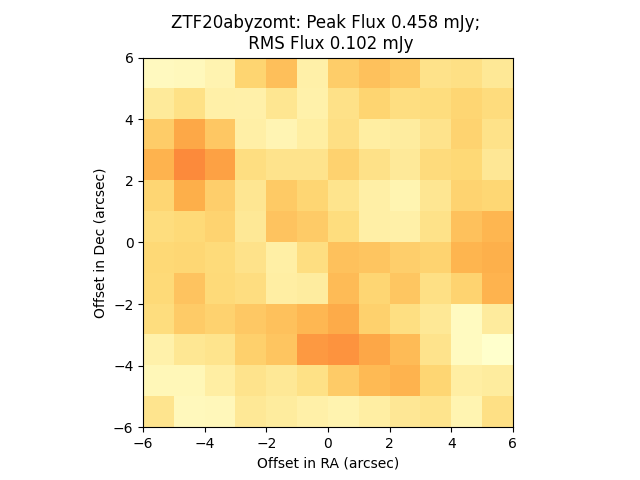 ZTF20abyzomt: Peak Flux 0.458 mJy;
RMS Flux 0.102 mJy
6
4
2
0
−2
−4
−6
Offset in Dec (arcsec)
−6 −4 −2 0 2 4 6
Offset in RA (arcsec)